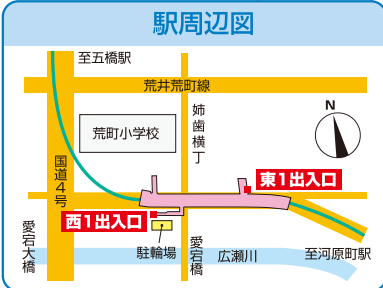 駅周辺図
至五橋駅
荒井荒町線
N
姉歯横丁
荒町小学校
国道4号
東1出入口
西1出入口
愛宕大橋
駐輪場
愛宕橋
広瀬川
至河原町駅